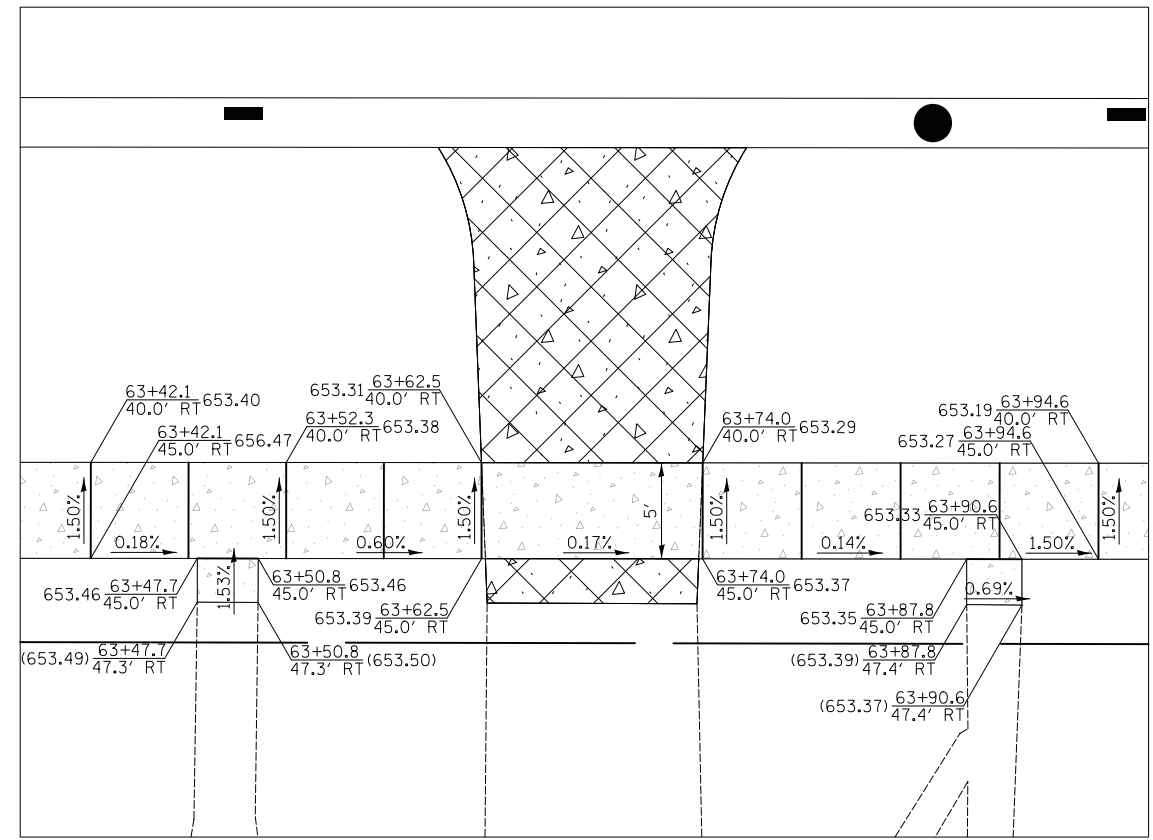 63+42.1 653.40
40.0' RT
63+42.1 656.47
45.0' RT
653.31 63+62.5
40.0' RT
63+52.3 653.38
40.0' RT
63+74.0 653.29
40.0' RT
653.19 63+94.6
40.0' RT
653.27 63+94.6
45.0' RT
1.50%
1.50%
1.50%
5'
1.50%
1.50%
653.33 63+90.6
45.0' RT
0.18%
0.60%
0.17%
0.14%
1.50%
653.46 63+47.7
45.0' RT
1.53%
63+50.8 653.46
45.0' RT
653.39 63+62.5
45.0' RT
63+74.0 653.37
45.0' RT
653.35 63+87.8
45.0' RT
0.69%
(653.49) 63+47.7
47.3' RT
63+50.8 (653.50)
47.3' RT
(653.39) 63+87.8
47.4' RT
(653.37) 63+90.6
47.4' RT